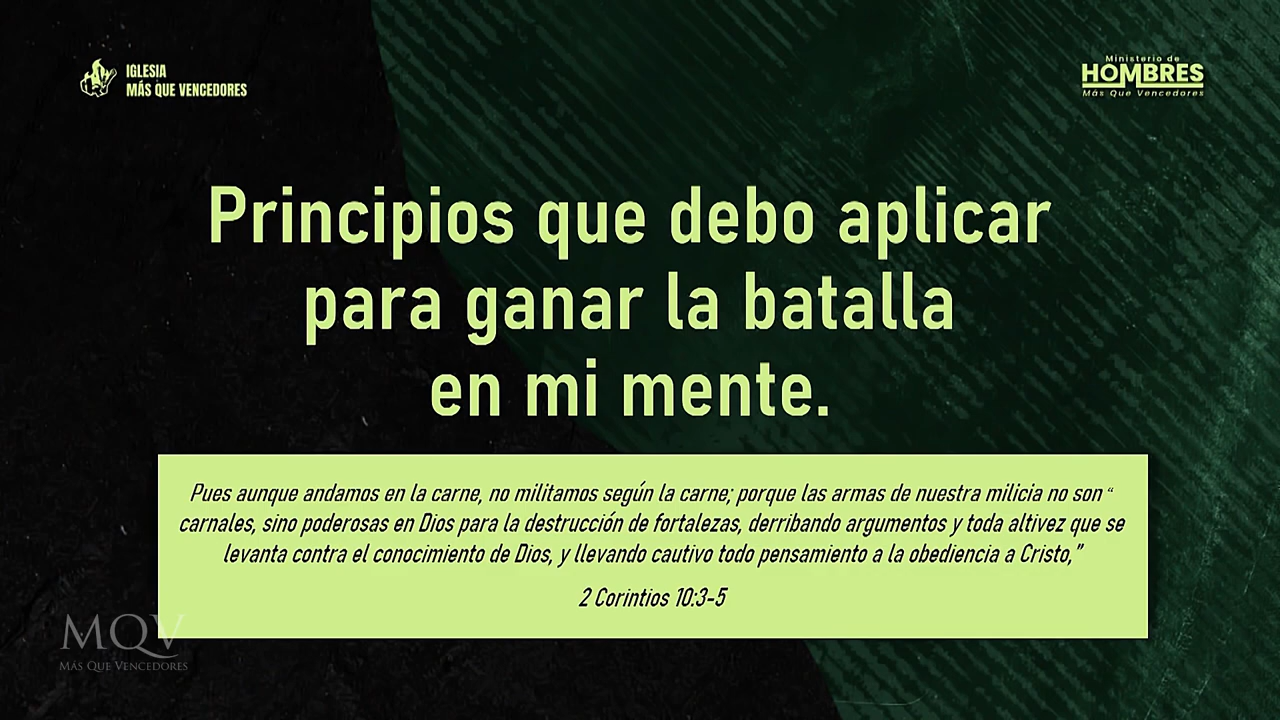 IGLESIA
MÁS QUE VENCEDORES
Ministerio de
HOMBRES
Más Que Vencedores
Principios que debo aplicar
para ganar la batalla
en mi mente.
Pues aunque andamos en la carne, no militamos según la carne; porque las armas de nuestra milicia no son “
carnales, sino poderosas en Dios para la destrucción de fortalezas, derribando argumentos y toda altivez que se
levanta contra el conocimiento de Dios, y llevando cautivo todo pensamiento a la obediencia a Cristo,”
2 Corintios 10:3-5
MQV
MÁS QUE VENCEDORES